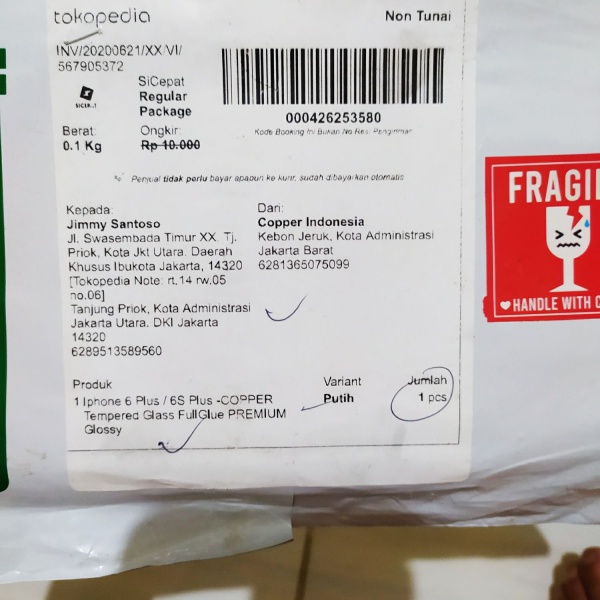 tokopedia
Non Tunai
INV/20200621/XX/VI/
567905372
SiCepat
Regular
Package
000426253580
Kode Booking Ini Bukan No Resi Pengiriman
Berat:
0.1 Kg
Ongkir:
Rp 10.000
Penjual tidak perlu bayar apapun ke kurir, sudah dibayarkan otomatis
Kepada:
Jimmy Santoso
Jl. Swasembada Timur XX. Tj.
Priok, Kota Jkt Utara. Daerah
Khusus Ibukota Jakarta, 14320
[Tokopedia Note: rt.14 rw.05
no.06]
Tanjung Priok, Kota Administrasi
Jakarta Utara. DKI Jakarta
14320
6289513589560
Dari:
Copper Indonesia
Kebon Jeruk, Kota Administrasi
Jakarta Barat
6281365075099
Produk
Variant
Jumlah
1 Iphone 6 Plus / 6S Plus -COPPER
Tempered Glass FullGlue PREMIUM
Glossy
Putih
1 pcs
FRAGI
HANDLE WITH